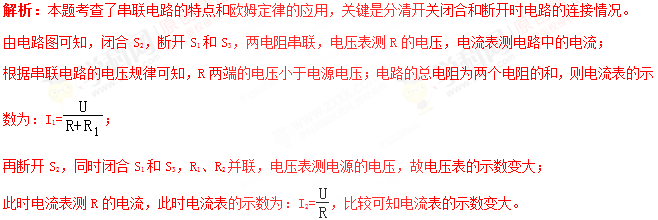 解析：本题考查了串联电路的特点和欧姆定律的应用，关键是分清开关闭合和断开时电路的连接情况。
由电路图可知，闭合 S₂，断开 S₁和 S₃，两电阻串联，电压表测 R 的电压，电流表测电路中的电流；
根据串联电路的电压规律可知，R 两端的电压小于电源电压；电路的总电阻为两个电阻的和，则电流表的示
数为：I₁=U/(R+R₁)；
再断开 S₂，同时闭合 S₁和 S₃，R₁、R₂并联，电压表测电源的电压，故电压表的示数变大；
此时电流表测 R 的电流，此时电流表的示数为：I₂=U/R，比较可知电流表的示数变大。